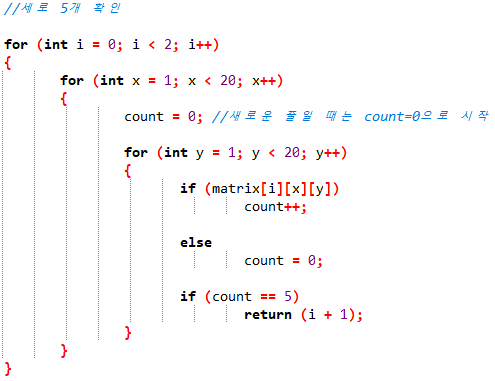 //세로 5개 확인
for (int i = 0; i < 2; i++)
{
for (int x = 1; x < 20; x++)
{
count = 0; //새로운 풀일 때는 count=0으로 시작
for (int y = 1; y < 20; y++)
{
if (matrix[i][x][y])
count++;
else
count = 0;
if (count == 5)
return (i + 1);
}
}
}